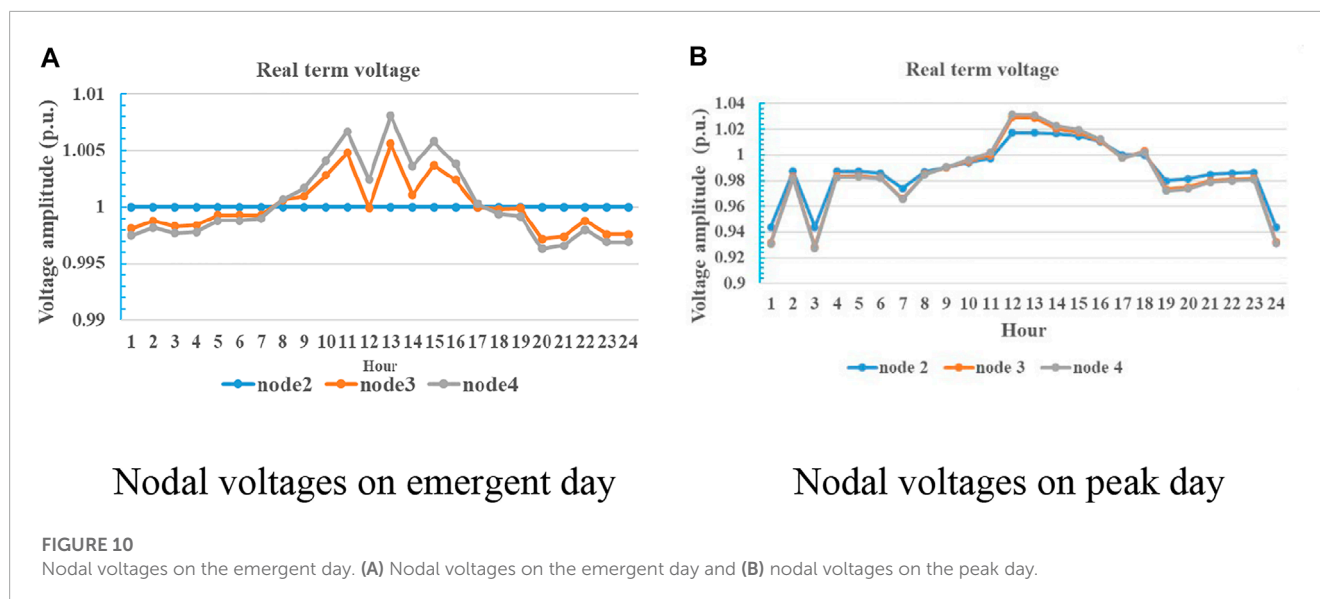 A
Real term voltage
Voltage amplitude (p.u.)
1.01
1.005
1
0.995
0.99
1 2 3 4 5 6 7 8 9 10 11 12 13 14 15 16 17 18 19 20 21 22 23 24
Hour
node2 node3 node4
Nodal voltages on emergent day
B
Real term voltage
Voltage amplitude (p.u.)
1.04
1.02
1
0.98
0.96
0.94
0.92
0.9
1 2 3 4 5 6 7 8 9 10 11 12 13 14 15 16 17 18 19 20 21 22 23 24
Hour
node 2 node 3 node 4
Nodal voltages on peak day
FIGURE 10
Nodal voltages on the emergent day. (A) Nodal voltages on the emergent day and (B) nodal voltages on the peak day.